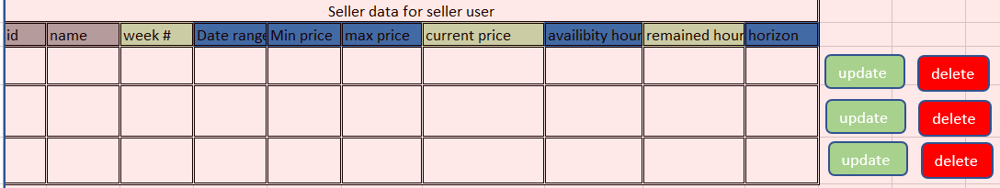 Seller data for seller user
id name week # Date range Min price max price current price availibity hour remained hour horizon
update delete
update delete
update delete